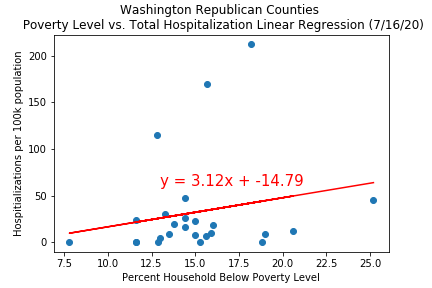 Washington Republican Counties
Poverty Level vs. Total Hospitalization Linear Regression (7/16/20)
200
150
100
50
0
Hospitizalizations per 100k population
y = 3.12x + -14.79
7.5 10.0 12.5 15.0 17.5 20.0 22.5 25.0
Percent Household Below Poverty Level